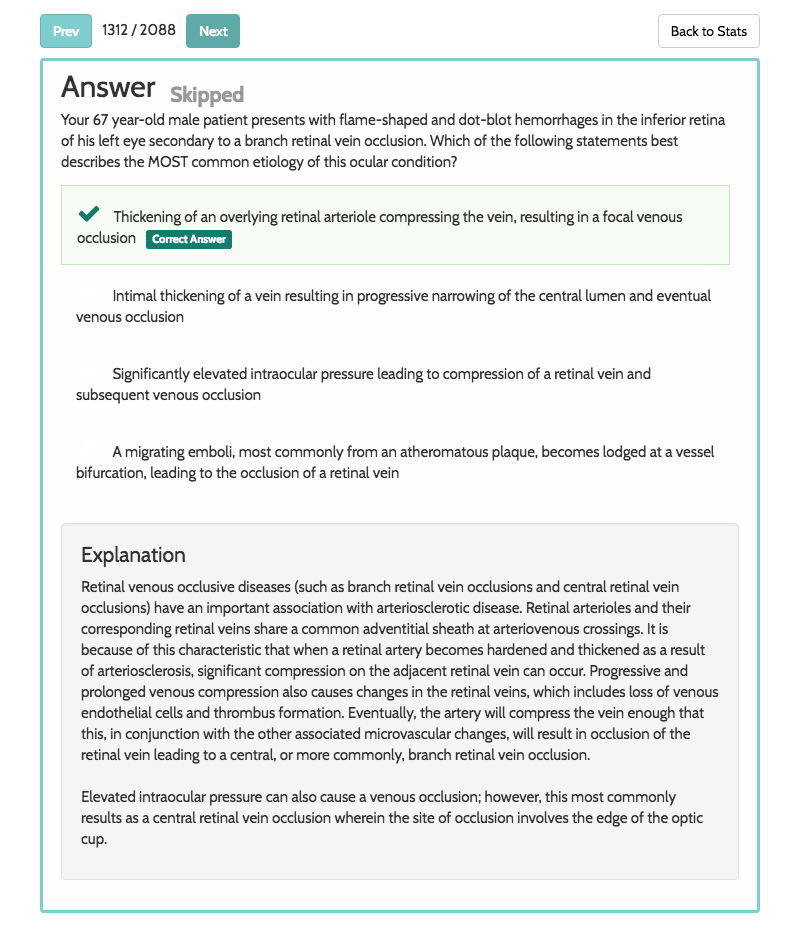 Prev 1312 / 2088 Next Back to Stats
Answer Skipped
Your 67 year-old male patient presents with flame-shaped and dot-blot hemorrhages in the inferior retina
of his left eye secondary to a branch retinal vein occlusion. Which of the following statements best
describes the MOST common etiology of this ocular condition?
Thickening of an overlying retinal arteriole compressing the vein, resulting in a focal venous
occlusion Correct Answer
Intimal thickening of a vein resulting in progressive narrowing of the central lumen and eventual
venous occlusion
Significantly elevated intraocular pressure leading to compression of a retinal vein and
subsequent venous occlusion
A migrating emboli, most commonly from an atheromatous plaque, becomes lodged at a vessel
bifurcation, leading to the occlusion of a retinal vein
Explanation
Retinal venous occlusive diseases (such as branch retinal vein occlusions and central retinal vein
occlusions) have an important association with arteriosclerotic disease. Retinal arterioles and their
corresponding retinal veins share a common adventitial sheath at arteriovenous crossings. It is
because of this characteristic that when a retinal artery becomes hardened and thickened as a result
of arteriosclerosis, significant compression on the adjacent retinal vein can occur. Progressive and
prolonged venous compression also causes changes in the retinal veins, which includes loss of venous
endothelial cells and thrombus formation. Eventually, the artery will compress the vein enough that
this, in conjunction with the other associated microvascular changes, will result in occlusion of the
retinal vein leading to a central, or more commonly, branch retinal vein occlusion.
Elevated intraocular pressure can also cause a venous occlusion; however, this most commonly
results as a central retinal vein occlusion wherein the site of occlusion involves the edge of the optic
cup.